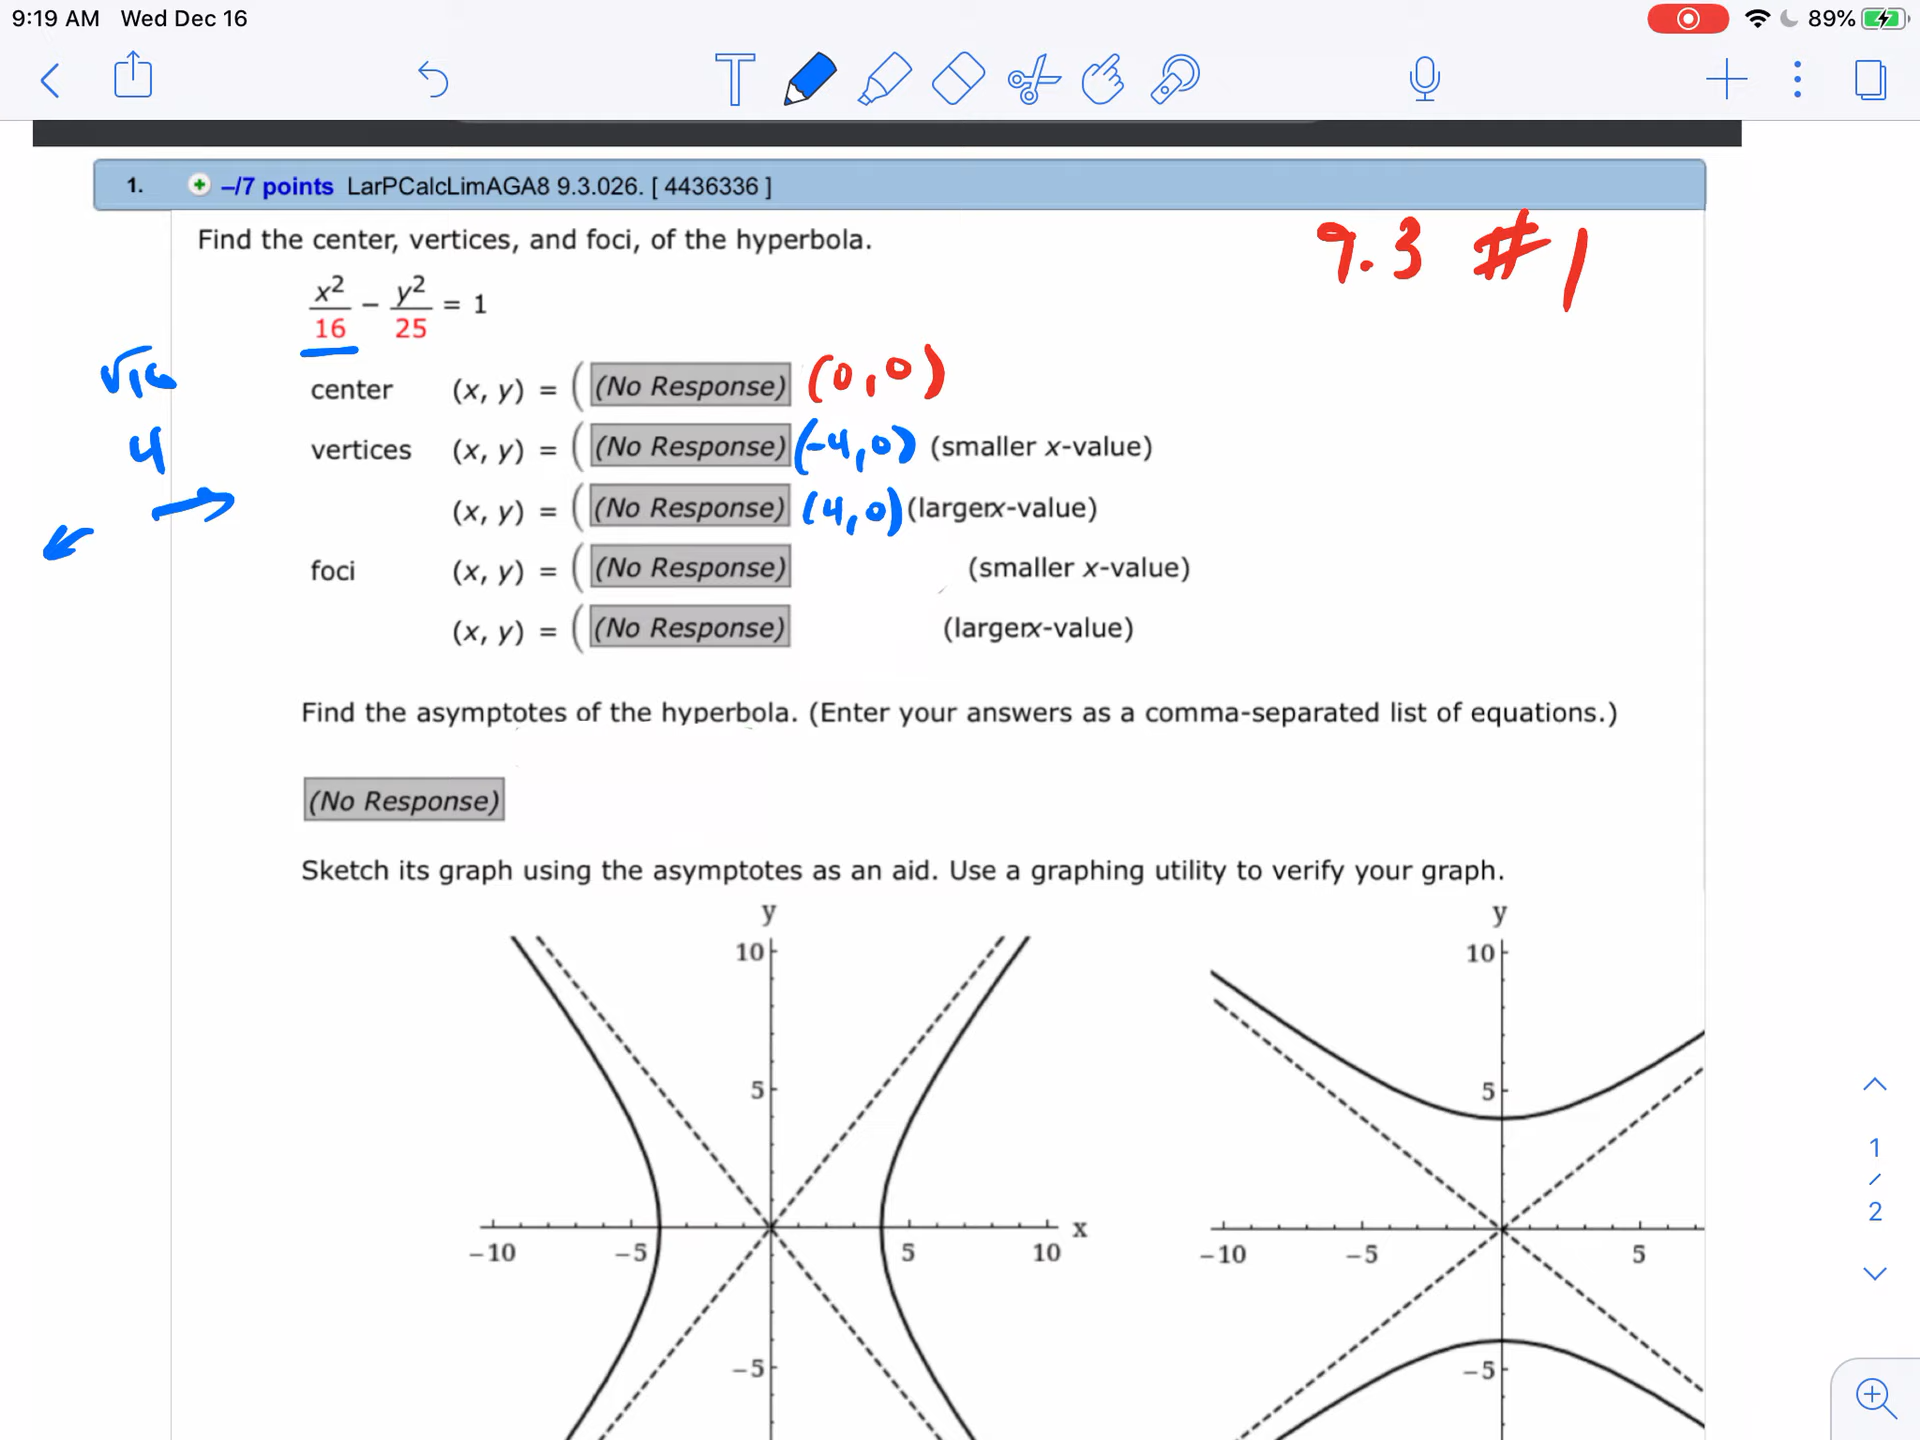 9:19 AM Wed Dec 16 89%
1. –/7 points LarPCalcLimAGA8 9.3.026. [ 4436336 ]
Find the center, vertices, and foci, of the hyperbola.
9.3 #1
x² / 16 − y² / 25 = 1
√16
center (x, y) = ( (No Response) (0,0)
4
vertices (x, y) = ( (No Response) (-4,0) (smaller x-value)
(x, y) = ( (No Response) (4,0) (largerx-value)
foci (x, y) = ( (No Response) (smaller x-value)
(x, y) = ( (No Response) (largerx-value)
Find the asymptotes of the hyperbola. (Enter your answers as a comma-separated list of equations.)
(No Response)
Sketch its graph using the asymptotes as an aid. Use a graphing utility to verify your graph.
y
10
5
−10 −5 5 10 x
−5
y
10
5
−10 −5 5
−5
1
/
2